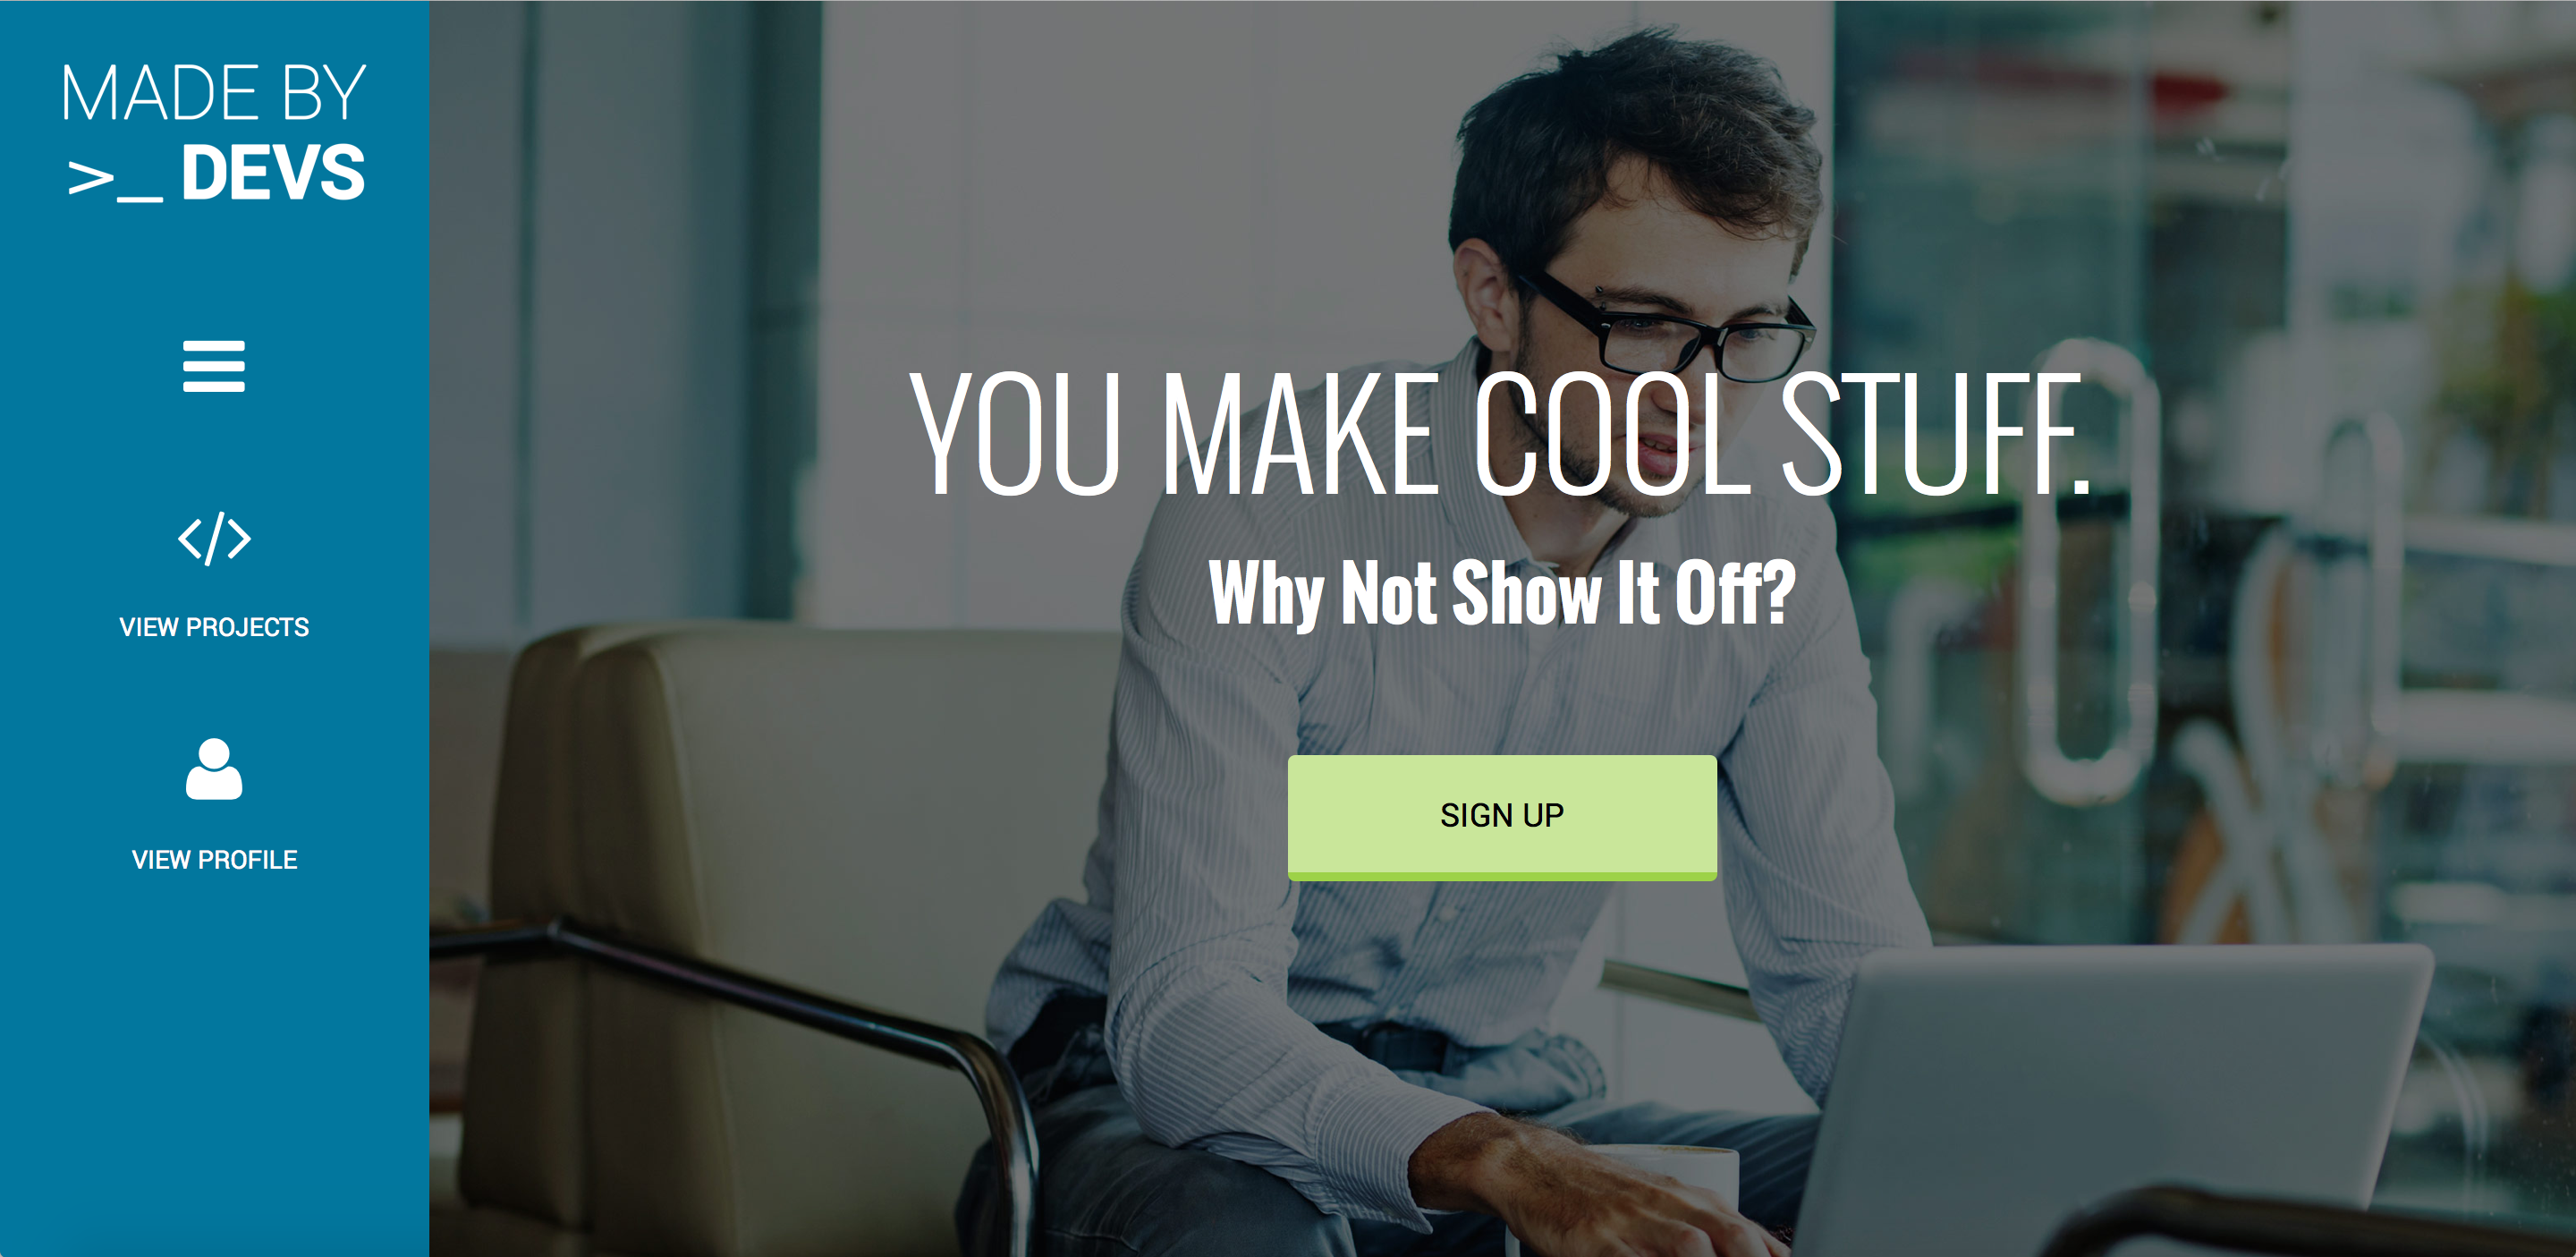 MADE BY
>_ DEVS
VIEW PROJECTS
VIEW PROFILE
YOU MAKE COOL STUFF.
Why Not Show It Off?
SIGN UP